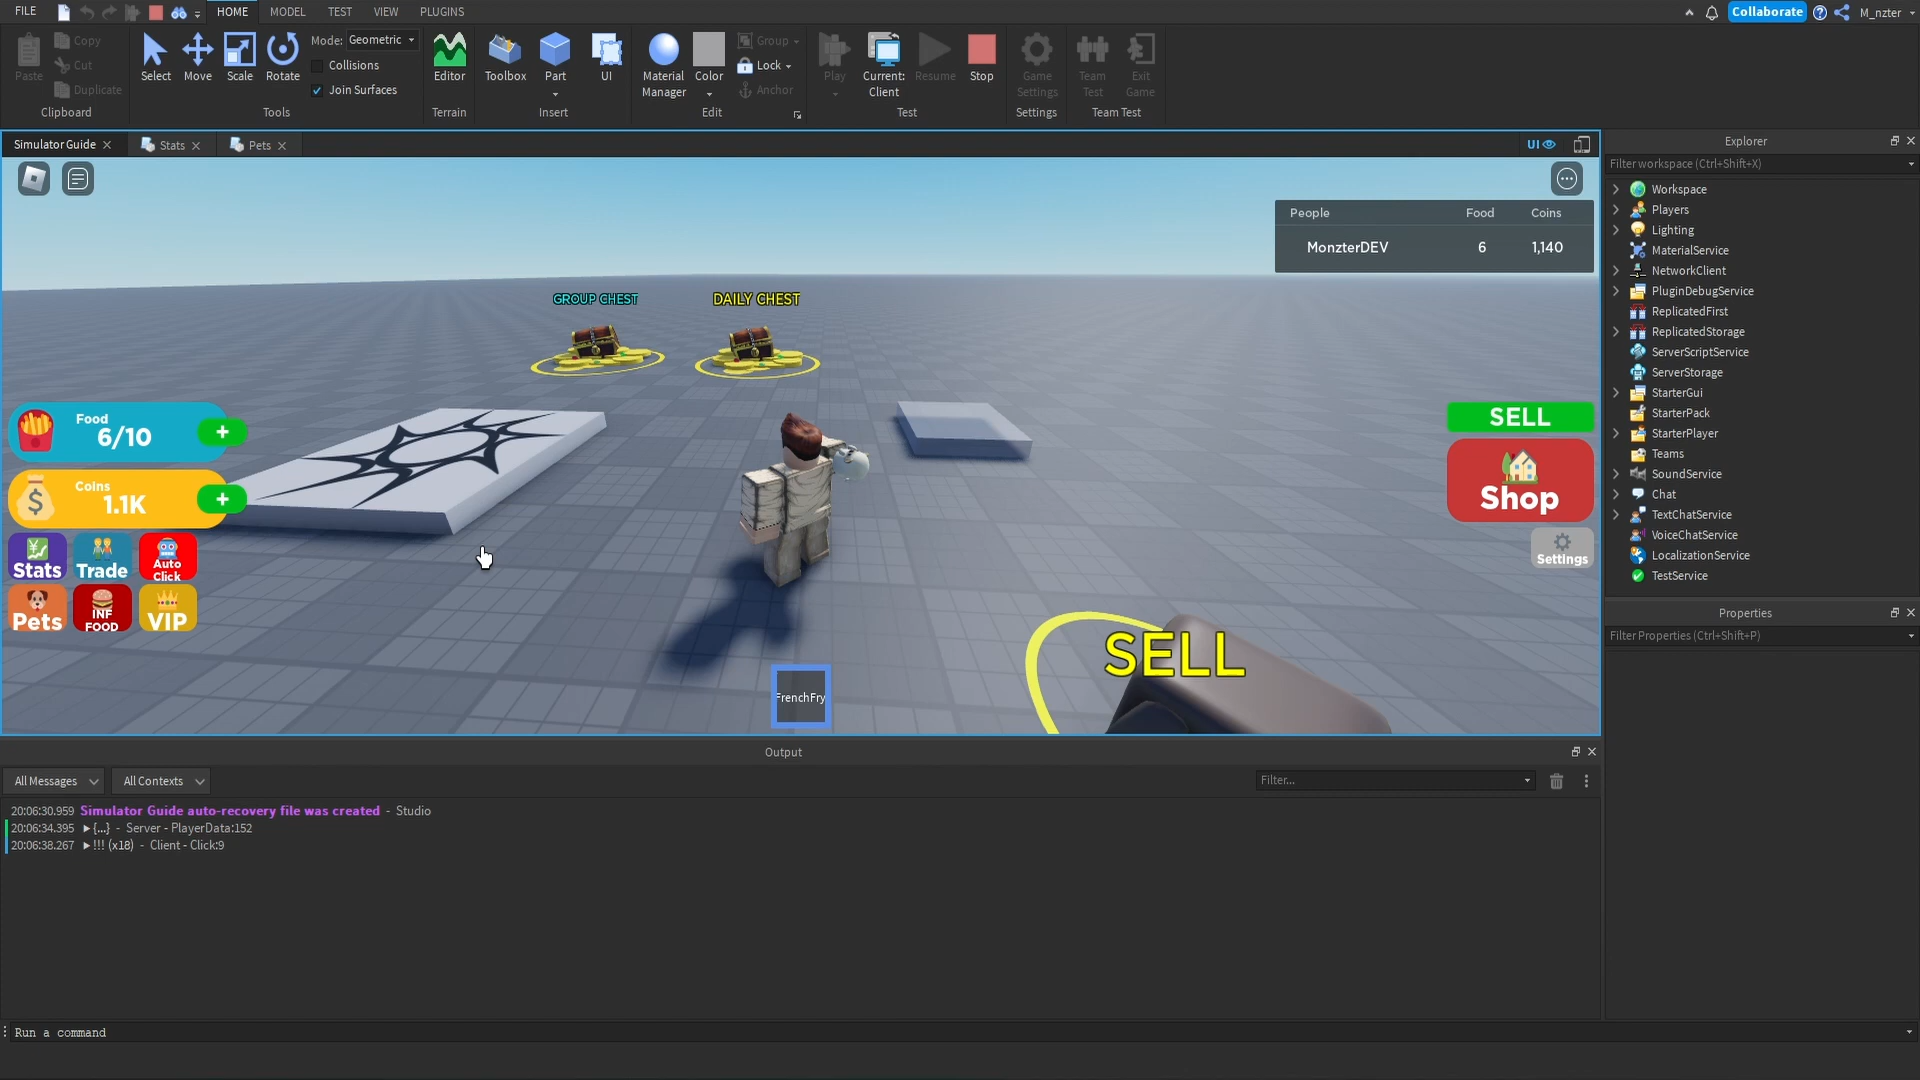 FILE
HOME
MODEL
TEST
VIEW
PLUGINS
Collaborate
M_nzter
Paste
Copy
Cut
Duplicate
Clipboard
Select
Move
Scale
Rotate
Mode: Geometric
Collisions
Join Surfaces
Tools
Editor
Terrain
Toolbox
Part
UI
Insert
Material
Manager
Color
Group
Lock
Anchor
Edit
Play
Current:
Client
Resume
Stop
Test
Game
Settings
Settings
Team
Test
Exit
Game
Team Test
Simulator Guide
Stats
Pets
UI
People Food Coins
MonzterDEV 6 1,140
GROUP CHEST
DAILY CHEST
Food
6/10
+
Coins
1.1K
+
Stats
Trade
Auto
Click
Pets
INF
FOOD
VIP
SELL
Shop
Settings
SELL
FrenchFry
Explorer
Filter workspace (Ctrl+Shift+X)
Workspace
Players
Lighting
MaterialService
NetworkClient
PluginDebugService
ReplicatedFirst
ReplicatedStorage
ServerScriptService
ServerStorage
StarterGui
StarterPack
StarterPlayer
Teams
SoundService
Chat
TextChatService
VoiceChatService
LocalizationService
TestService
Properties
Filter Properties (Ctrl+Shift+P)
Output
All Messages
All Contexts
Filter...
20:06:30.959 Simulator Guide auto-recovery file was created - Studio
20:06:34.395 ▶{...} - Server - PlayerData:152
20:06:38.267 ▶!!! (x18) - Client - Click:9
Run a command